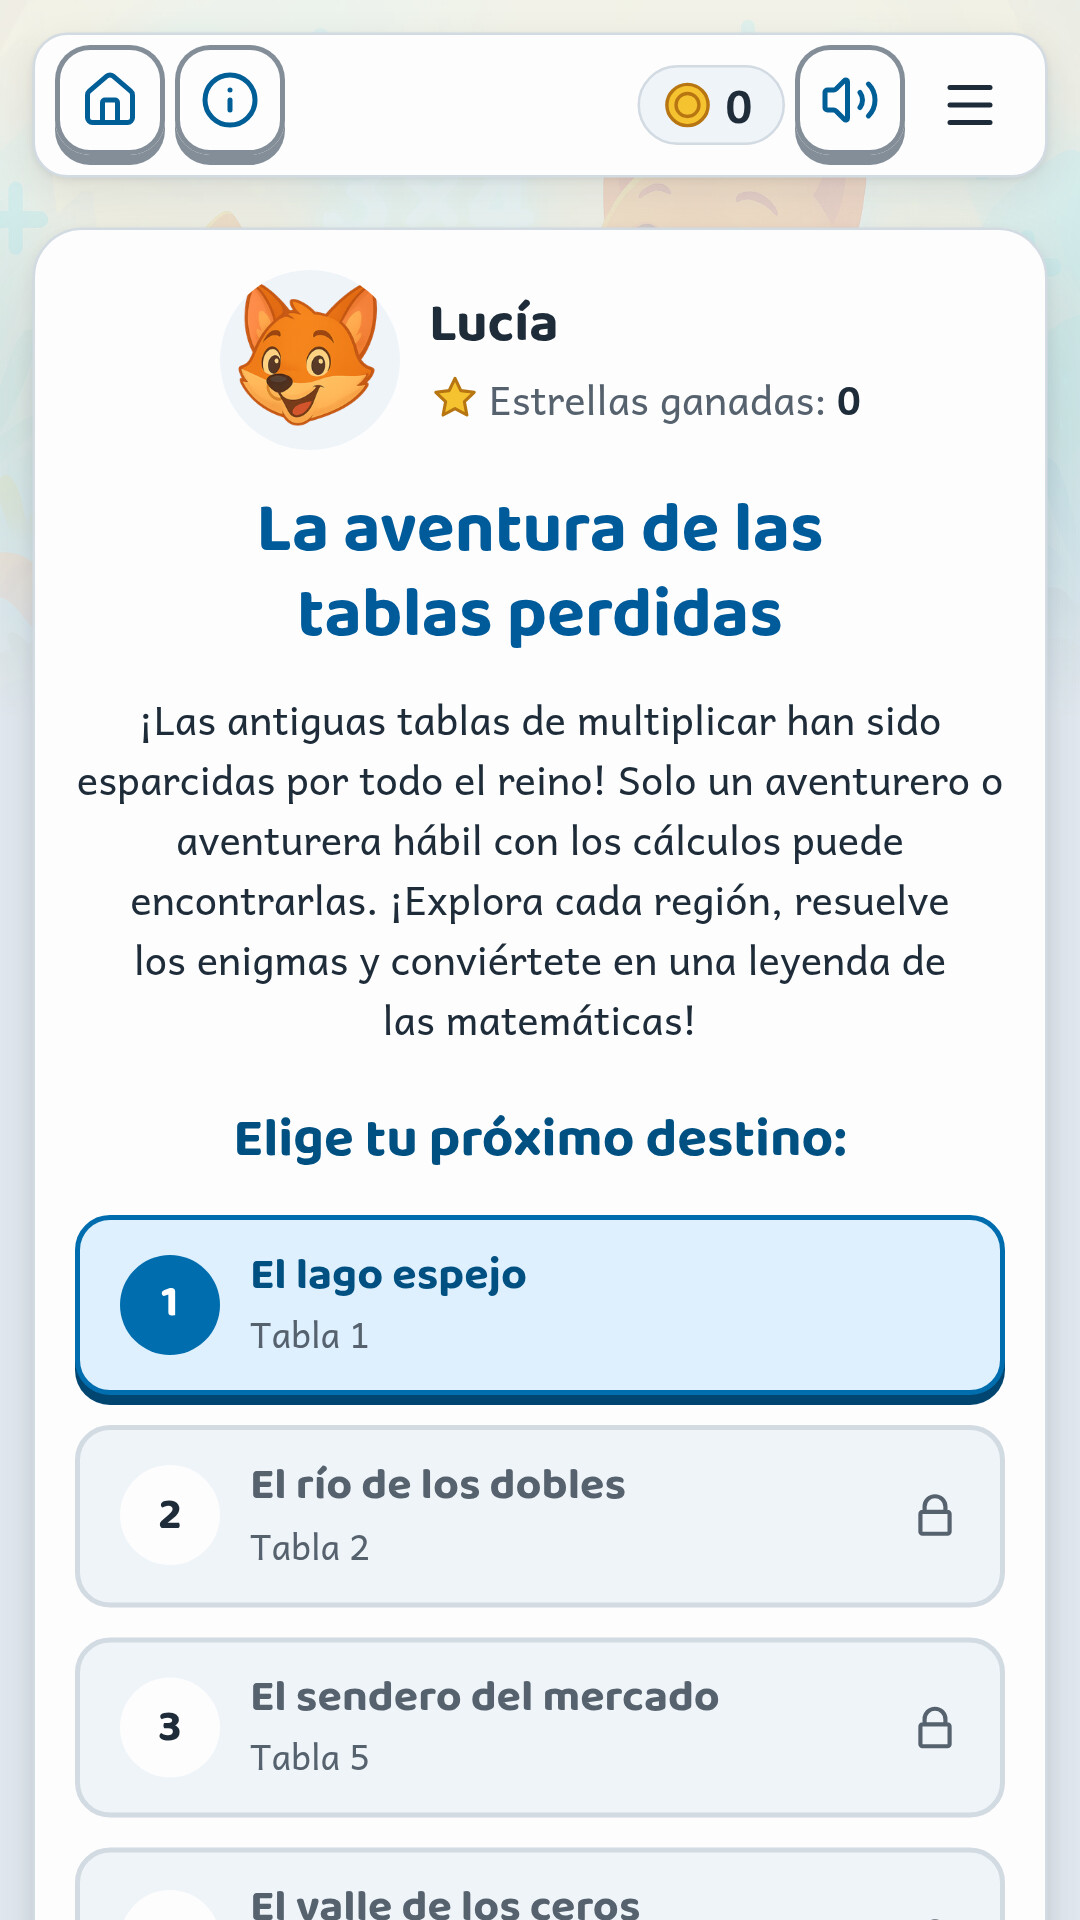 0
Lucía
Estrellas ganadas: 0
La aventura de las
tablas perdidas
¡Las antiguas tablas de multiplicar han sido
esparcidas por todo el reino! Solo un aventurero o
aventurera hábil con los cálculos puede
encontrarlas. ¡Explora cada región, resuelve
los enigmas y conviértete en una leyenda de
las matemáticas!
Elige tu próximo destino:
1
El lago espejo
Tabla 1
2
El río de los dobles
Tabla 2
3
El sendero del mercado
Tabla 5
El valle de los ceros